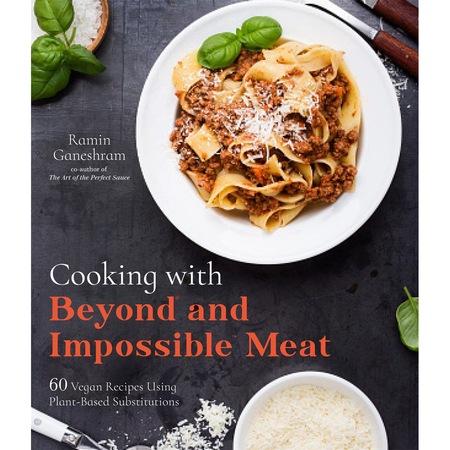 Ramin
Ganeshram
co-author of
The Art of the Perfect Sauce
Cooking with
Beyond and
Impossible Meat
60 Vegan Recipes Using
Plant-Based Substitutions